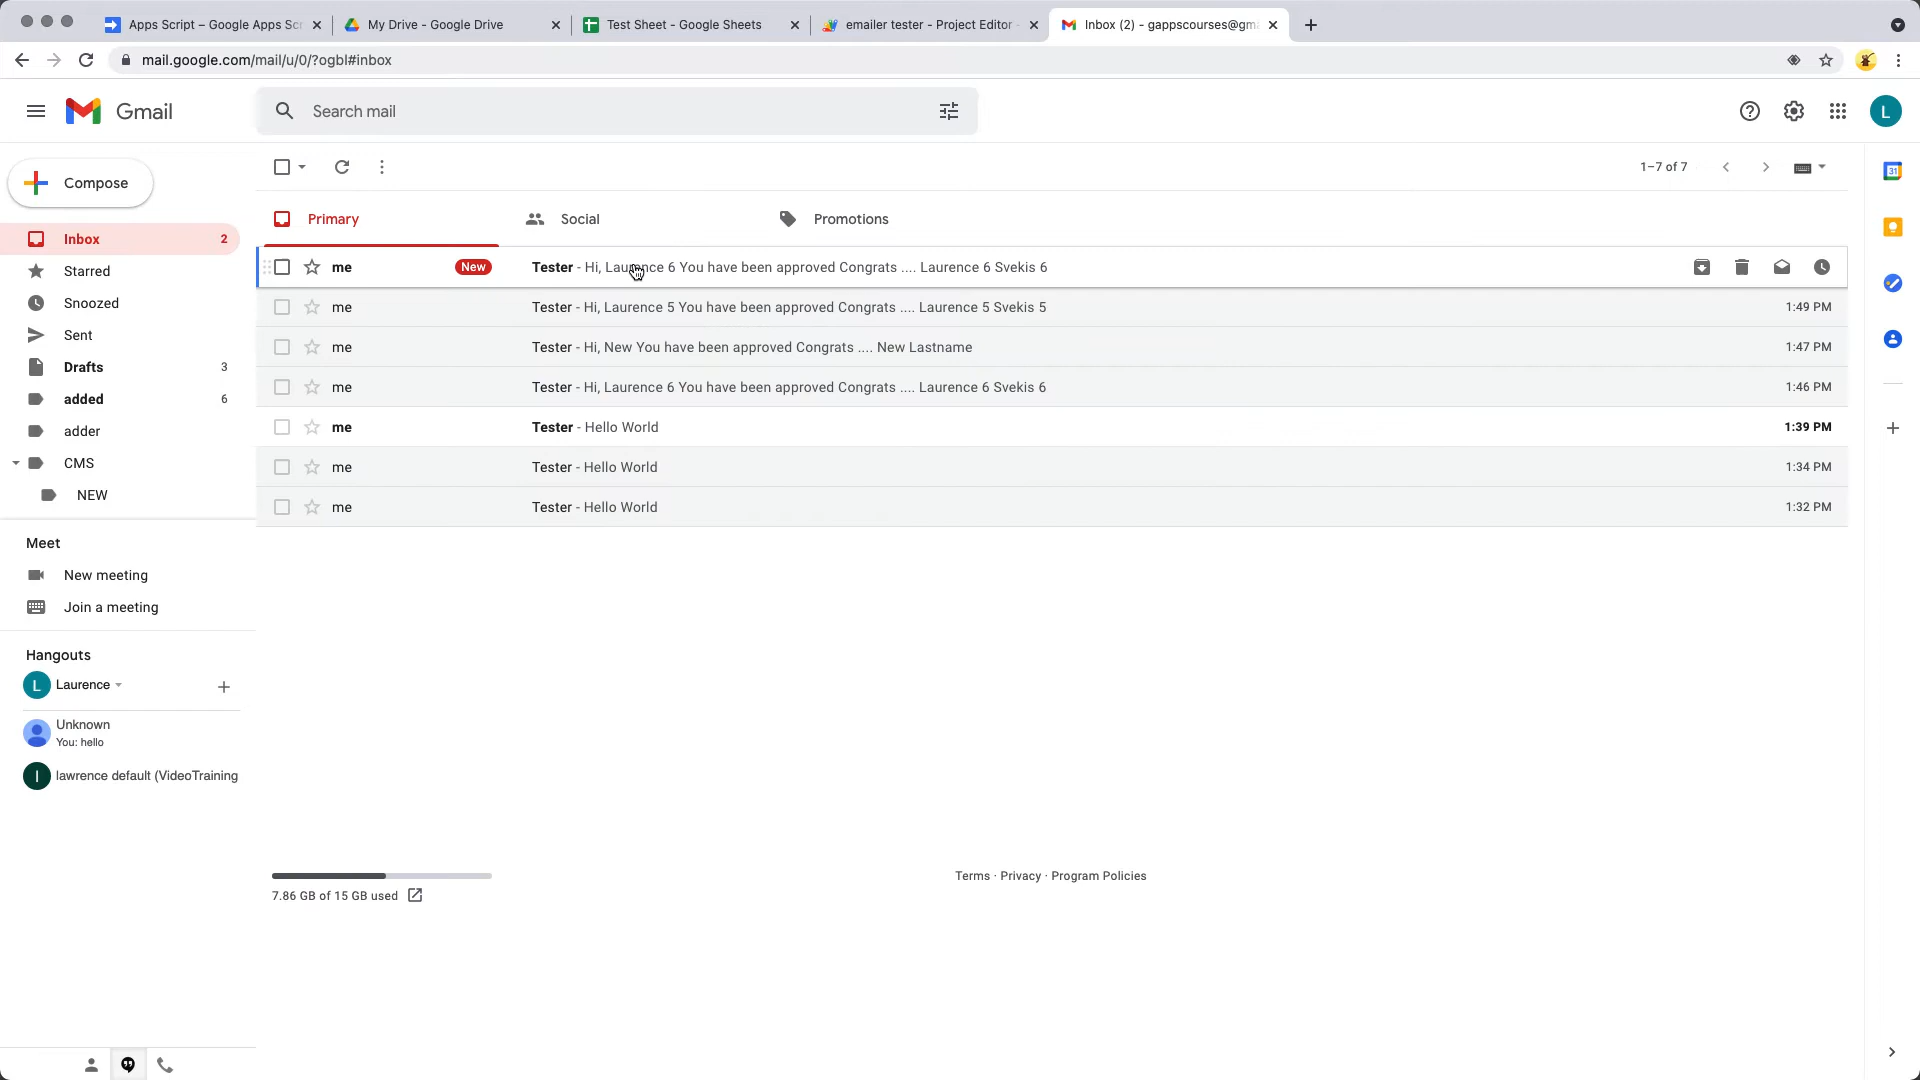 Apps Script – Google Apps Scr
My Drive - Google Drive
Test Sheet - Google Sheets
emailer tester - Project Editor -
Inbox (2) - gappscourses@gma
mail.google.com/mail/u/0/?ogbl#inbox
Gmail
Search mail
L
Compose
1–7 of 7
31
Primary
Social
Promotions
Inbox 2
Starred
Snoozed
Sent
Drafts 3
added 6
adder
CMS
NEW
me New Tester - Hi, Laurence 6 You have been approved Congrats .... Laurence 6 Svekis 6
me Tester - Hi, Laurence 5 You have been approved Congrats .... Laurence 5 Svekis 5 1:49 PM
me Tester - Hi, New You have been approved Congrats .... New Lastname 1:47 PM
me Tester - Hi, Laurence 6 You have been approved Congrats .... Laurence 6 Svekis 6 1:46 PM
me Tester - Hello World 1:39 PM
me Tester - Hello World 1:34 PM
me Tester - Hello World 1:32 PM
Meet
New meeting
Join a meeting
Hangouts
L Laurence
Unknown
You: hello
l lawrence default (VideoTraining
7.86 GB of 15 GB used
Terms · Privacy · Program Policies